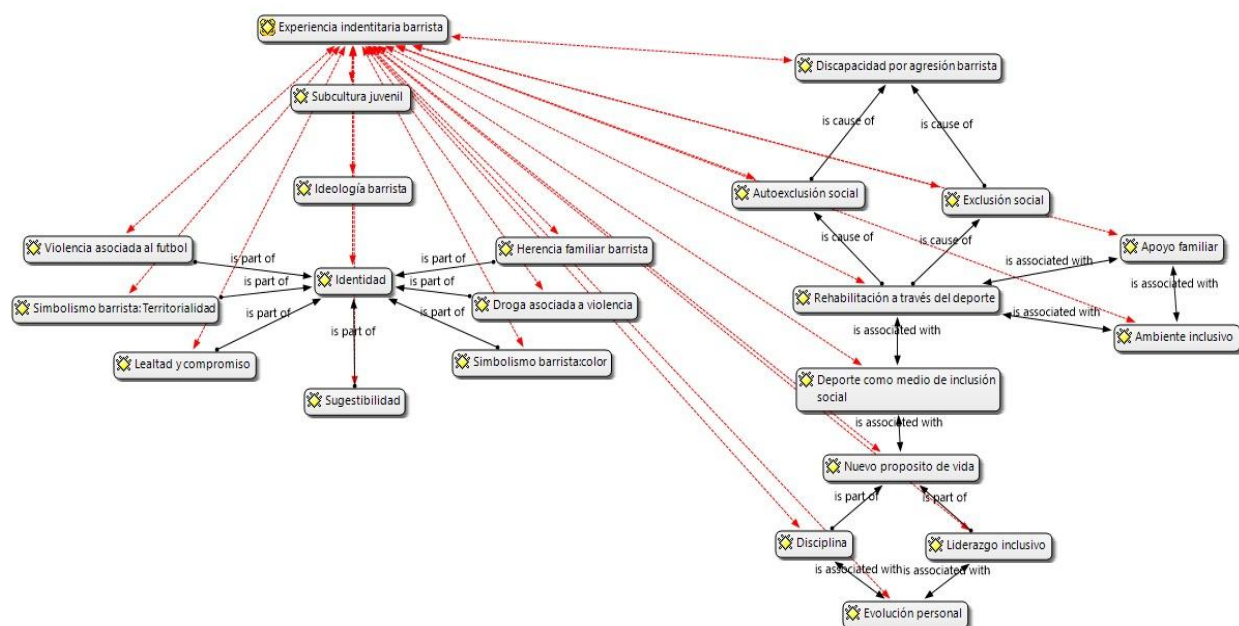 Experiencia indentitaria barrista
Discapacidad por agresión barrista
Subcultura juvenil
is cause of
is cause of
Ideología barrista
Autoexclusión social
Exclusión social
Violencia asociada al futbol
Herencia familiar barrista
Apoyo familiar
is part of
is part of
is cause of
is cause of
is associated with
Identidad
is part of
is part of
is associated with
Simbolismo barrista:Territorialidad
Droga asociada a violencia
Rehabilitación a través del deporte
is part of
is part of
is part of
is associated with
is associated with
Ambiente inclusivo
Lealtad y compromiso
Simbolismo barrista:color
Deporte como medio de inclusión
social
Sugestibilidad
is associated with
Nuevo proposito de vida
is part of
is part of
Disciplina
Liderazgo inclusivo
is associated with
is associated with
Evolución personal